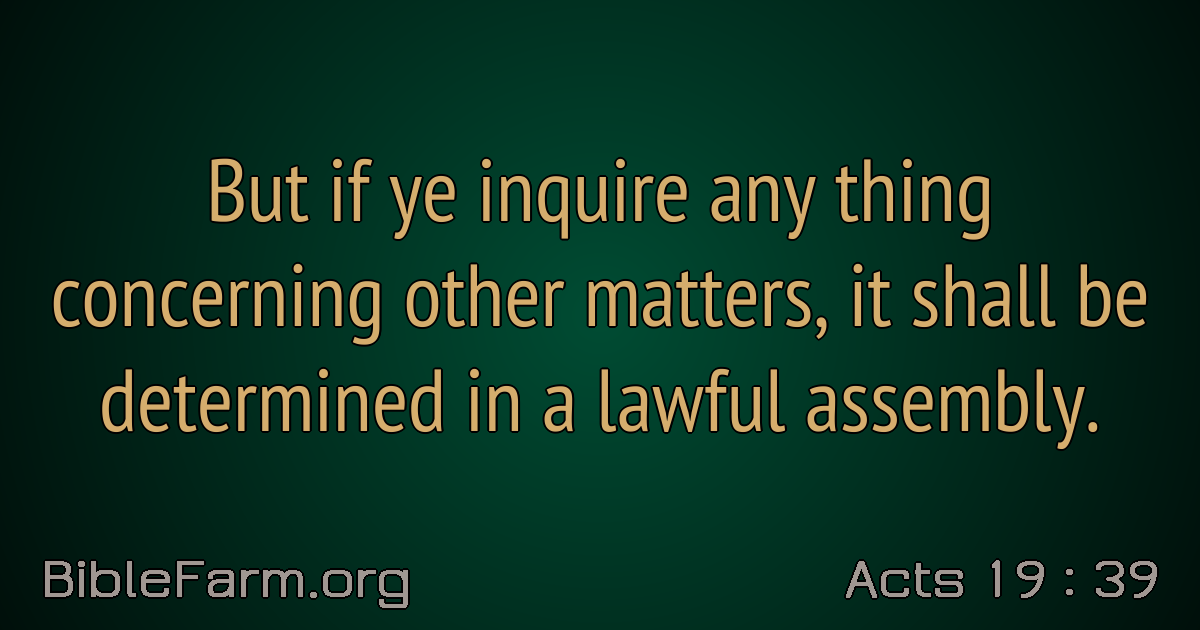 But if ye inquire any thing
concerning other matters, it shall be
determined in a lawful assembly.
BibleFarm.org
Acts 19 : 39